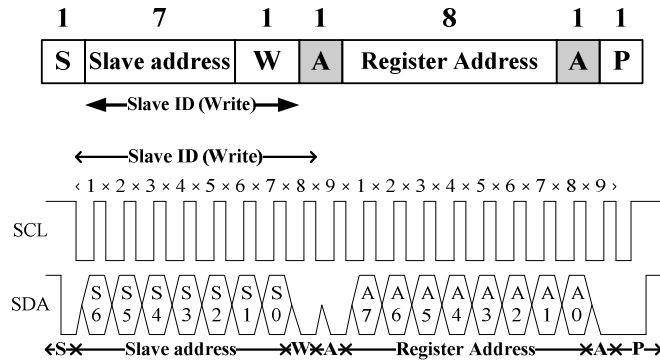 1 7 1 1 8 1 1
S Slave address W A Register Address A P
Slave ID (Write)
Slave ID (Write)
‹ 1 × 2 × 3 × 4 × 5 × 6 × 7 × 8 × 9 × 1 × 2 × 3 × 4 × 5 × 6 × 7 × 8 × 9 ›
SCL
SDA S6 S5 S4 S3 S2 S1 S0 A7 A6 A5 A4 A3 A2 A1 A0
S Slave address W A Register Address A P